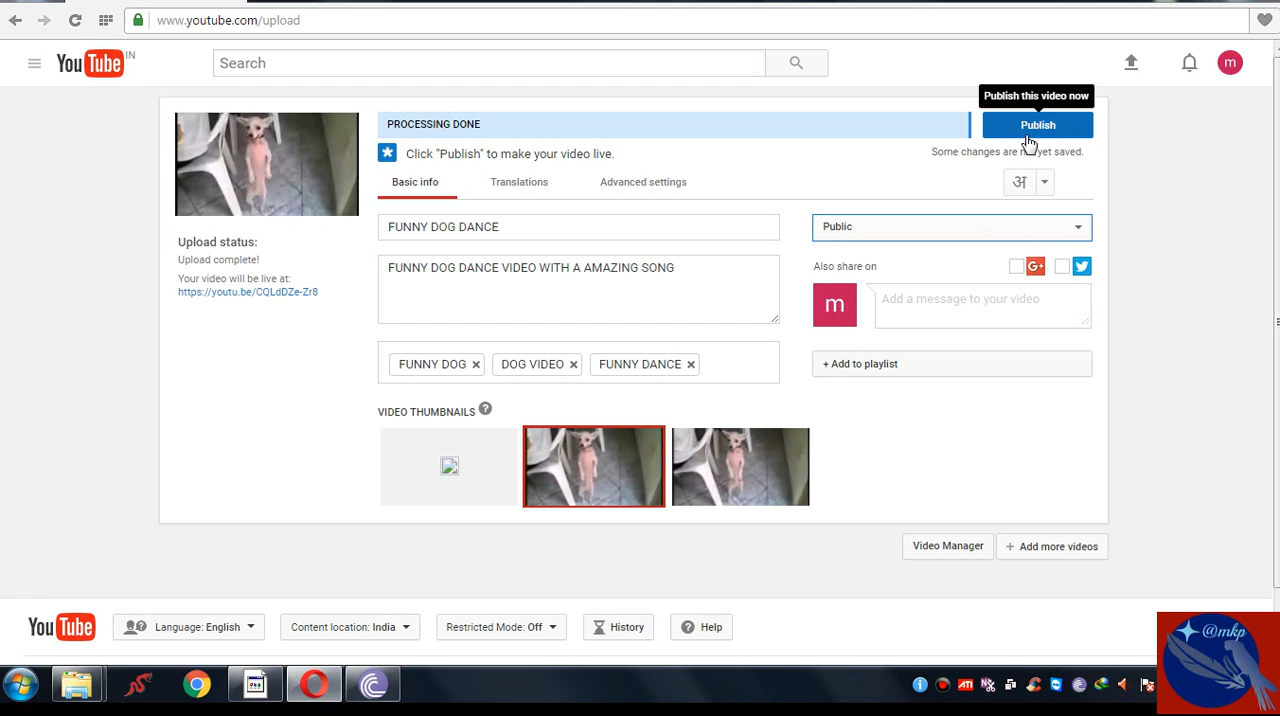 www.youtube.com/upload
YouTube IN
Search
m
Publish this video now
PROCESSING DONE
Publish
Click "Publish" to make your video live.
Some changes are not yet saved.
Basic info
Translations
Advanced settings
अ
FUNNY DOG DANCE
Public
Upload status:
Upload complete!
Your video will be live at:
https://youtu.be/CQLdDZe-Zr8
FUNNY DOG DANCE VIDEO WITH A AMAZING SONG
Also share on
G+
m
Add a message to your video
FUNNY DOG ×
DOG VIDEO ×
FUNNY DANCE ×
+ Add to playlist
VIDEO THUMBNAILS ?
Video Manager
+ Add more videos
YouTube
Language: English
Content location: India
Restricted Mode: Off
History
Help
@mkp
ATI